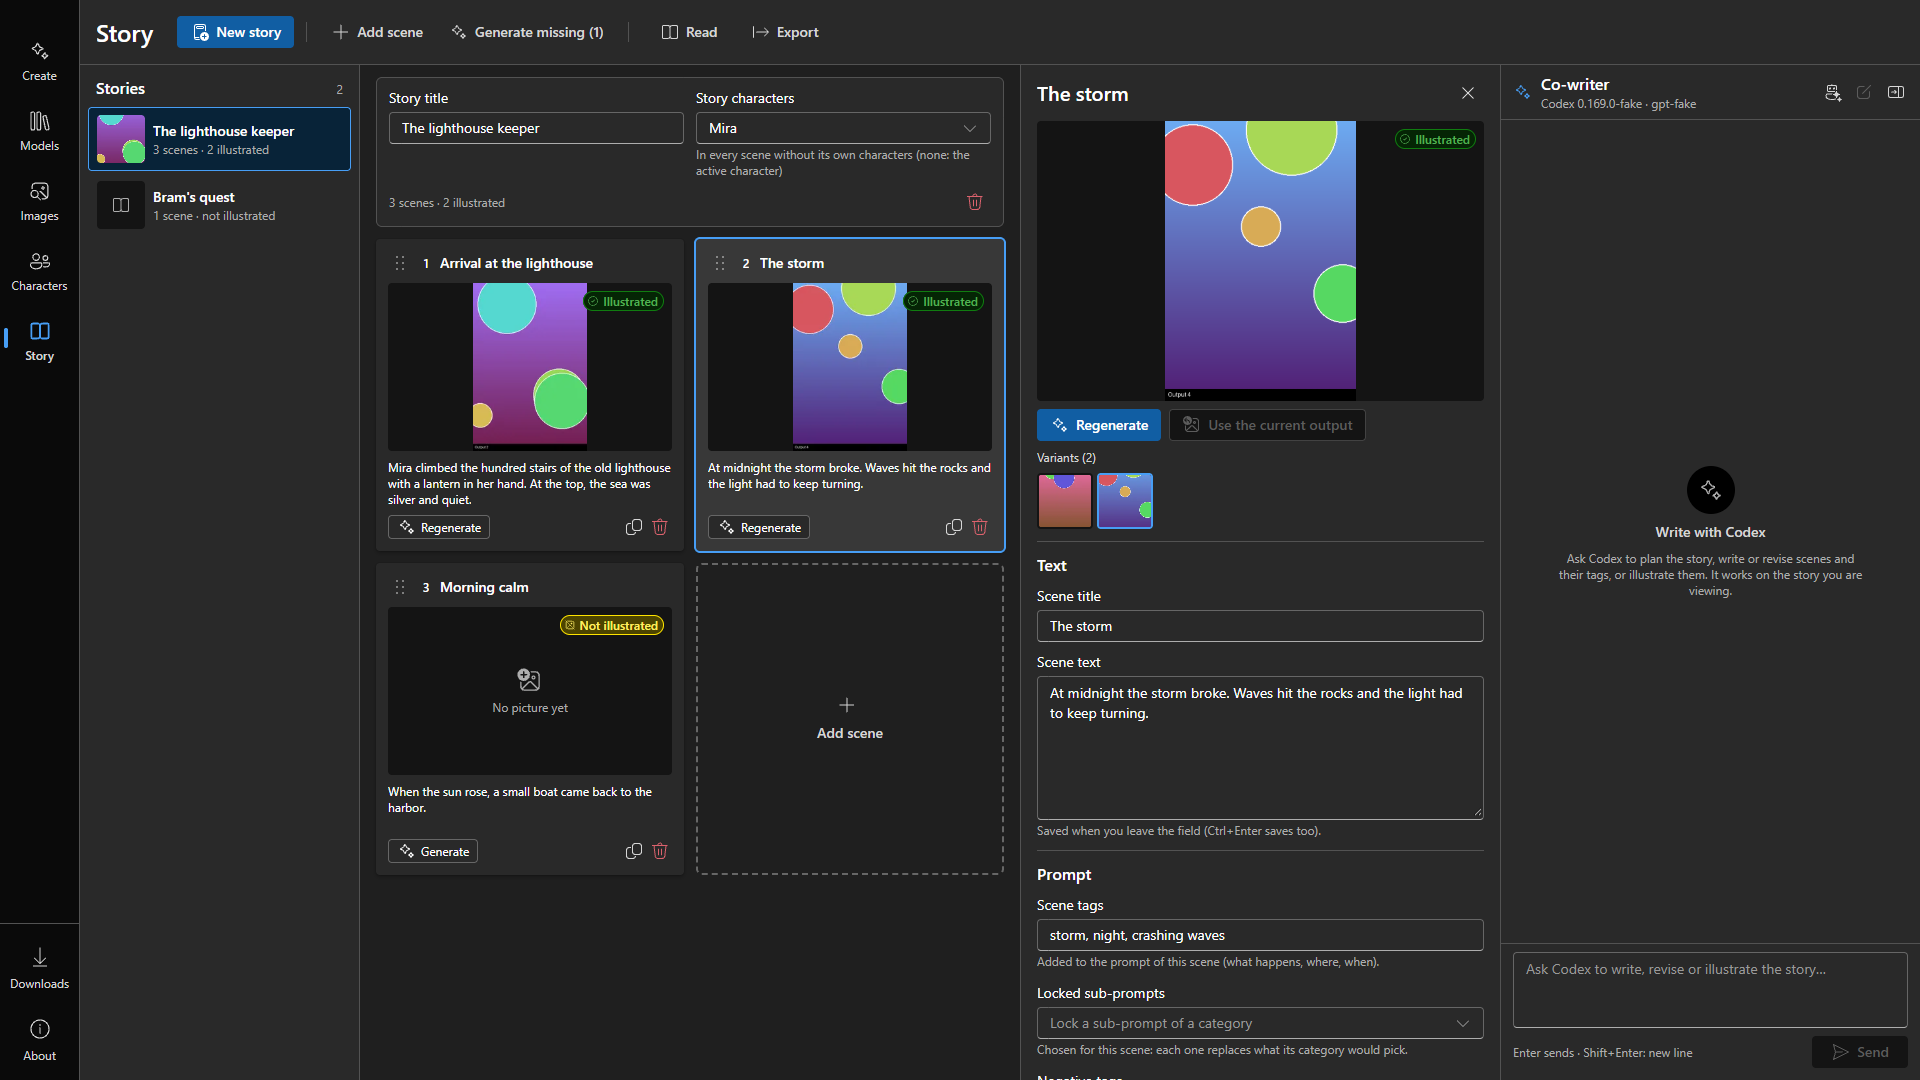 Create
Models
Images
Characters
Story
Downloads
About
Story
New story
Add scene
Generate missing (1)
Read
Export
Stories
2
The lighthouse keeper
3 scenes · 2 illustrated
Bram's quest
1 scene · not illustrated
Story title
The lighthouse keeper
Story characters
Mira
In every scene without its own characters (none: the
active character)
3 scenes · 2 illustrated
1 Arrival at the lighthouse
Illustrated
Mira climbed the hundred stairs of the old lighthouse
with a lantern in her hand. At the top, the sea was
silver and quiet.
Regenerate
2 The storm
Illustrated
At midnight the storm broke. Waves hit the rocks and
the light had to keep turning.
Regenerate
3 Morning calm
Not illustrated
No picture yet
When the sun rose, a small boat came back to the
harbor.
Generate
Add scene
The storm
Illustrated
Output 4
Regenerate
Use the current output
Variants (2)
Text
Scene title
The storm
Scene text
At midnight the storm broke. Waves hit the rocks and the light had
to keep turning.
Saved when you leave the field (Ctrl+Enter saves too).
Prompt
Scene tags
storm, night, crashing waves
Added to the prompt of this scene (what happens, where, when).
Locked sub-prompts
Lock a sub-prompt of a category
Chosen for this scene: each one replaces what its category would pick.
Co-writer
Codex 0.169.0-fake · gpt-fake
Write with Codex
Ask Codex to plan the story, write or revise scenes and
their tags, or illustrate them. It works on the story you are
viewing.
Ask Codex to write, revise or illustrate the story...
Enter sends · Shift+Enter: new line
Send